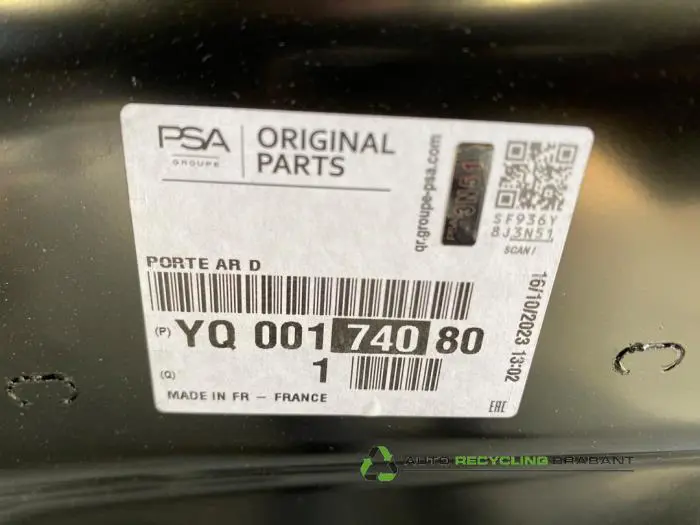 PSA
GROUPE
ORIGINAL
PARTS
qr.groupe-psa.com
3N51
SF936Y
8J3N51
SCAN !
PORTE AR D
16/10/2023 13:02
(P) YQ 001 740 80
(Q) 1
MADE IN FR - FRANCE
EAC
AUTO RECYCLING BRABANT